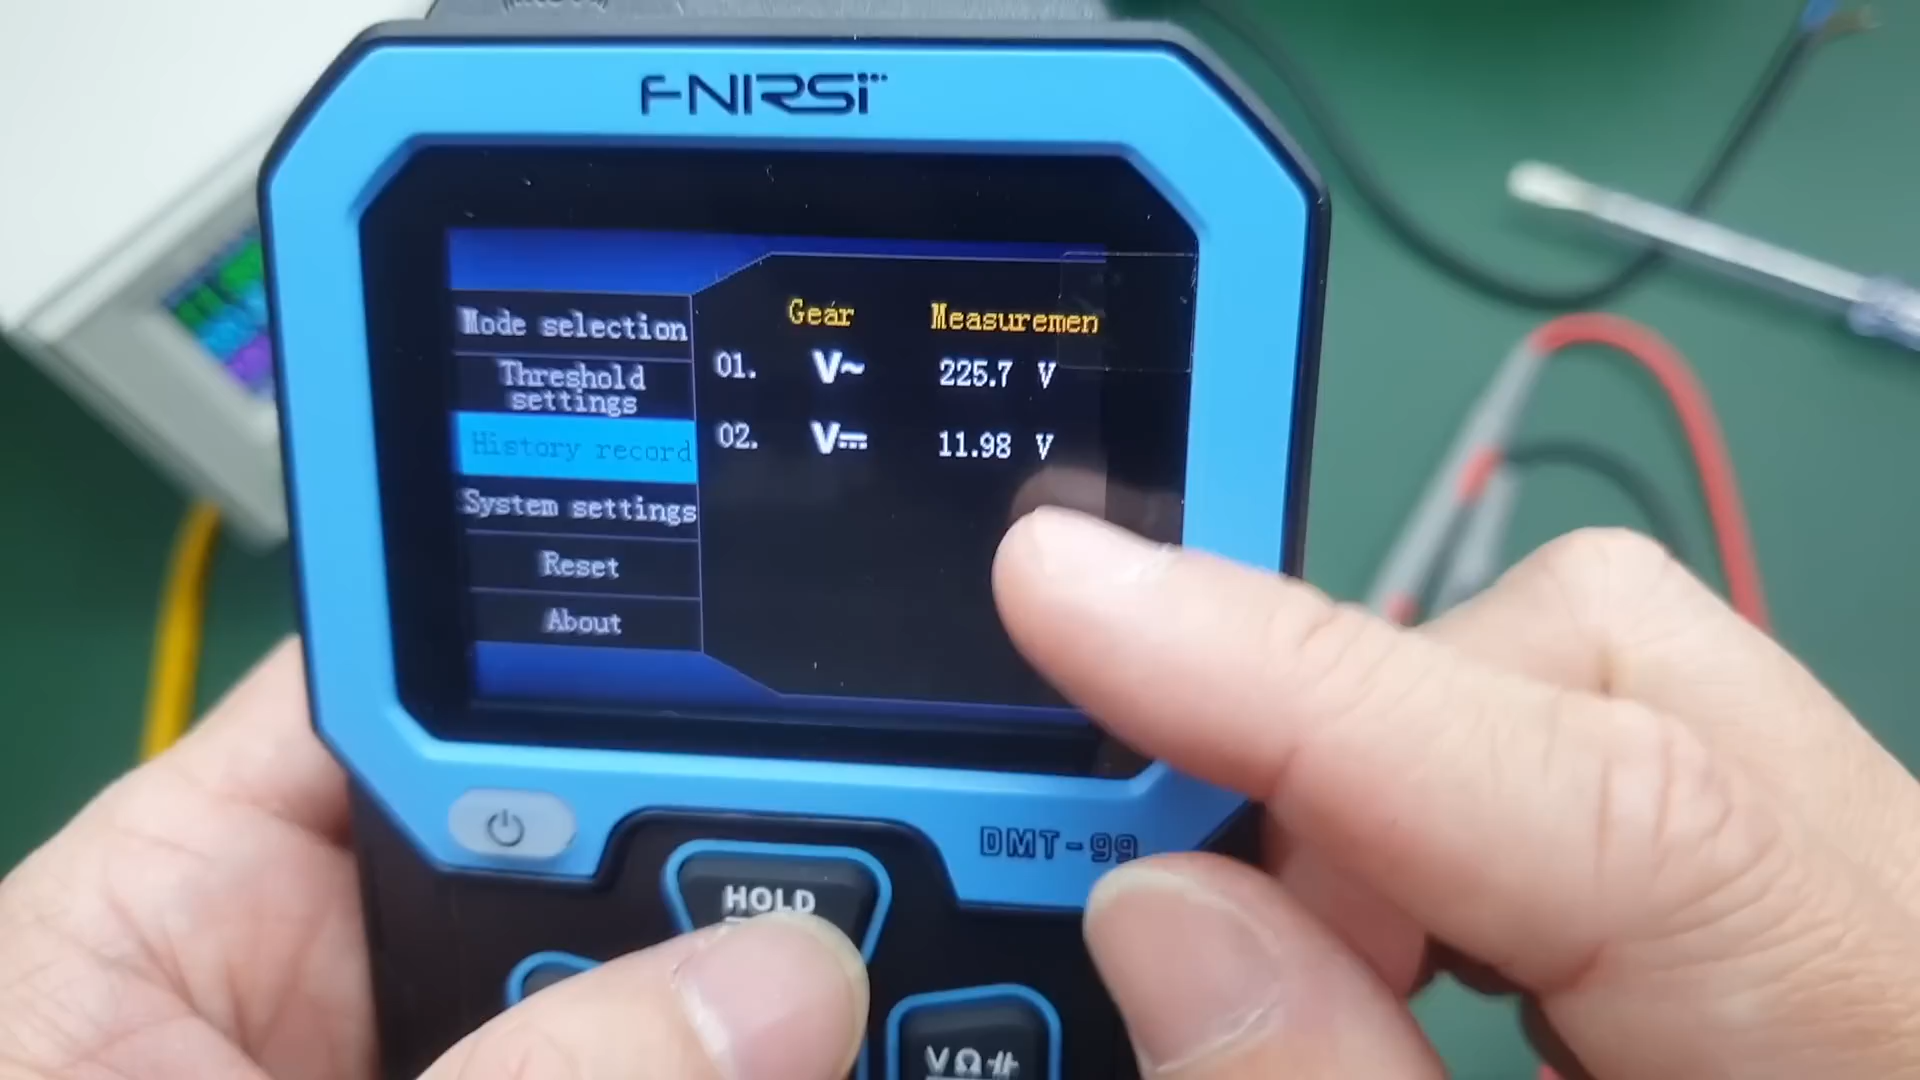 FNIRSI
Gear Measuremen
Mode selection
01. V~ 225.7 V
Threshold
settings
02. V⎓ 11.98 V
History record
System settings
Reset
About
DMT-99
HOLD
VΩ